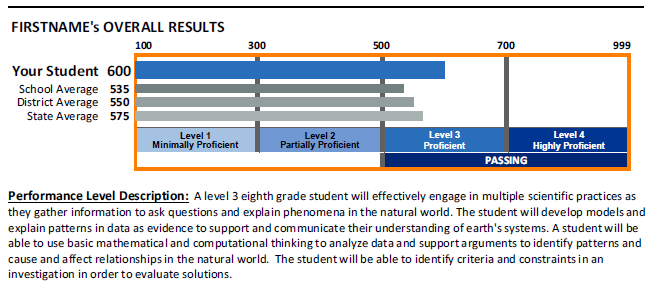 FIRSTNAME's OVERALL RESULTS
100 300 500 700 999
Your Student 600
School Average 535
District Average 550
State Average 575
Level 1 Level 2 Level 3 Level 4
Minimally Proficient Partially Proficient Proficient Highly Proficient
PASSING
Performance Level Description: A level 3 eighth grade student will effectively engage in multiple scientific practices as
they gather information to ask questions and explain phenomena in the natural world. The student will develop models and
explain patterns in data as evidence to support and communicate their understanding of earth's systems. A student will be
able to use basic mathematical and computational thinking to analyze data and support arguments to identify patterns and
cause and affect relationships in the natural world. The student will be able to identify criteria and constraints in an
investigation in order to evaluate solutions.